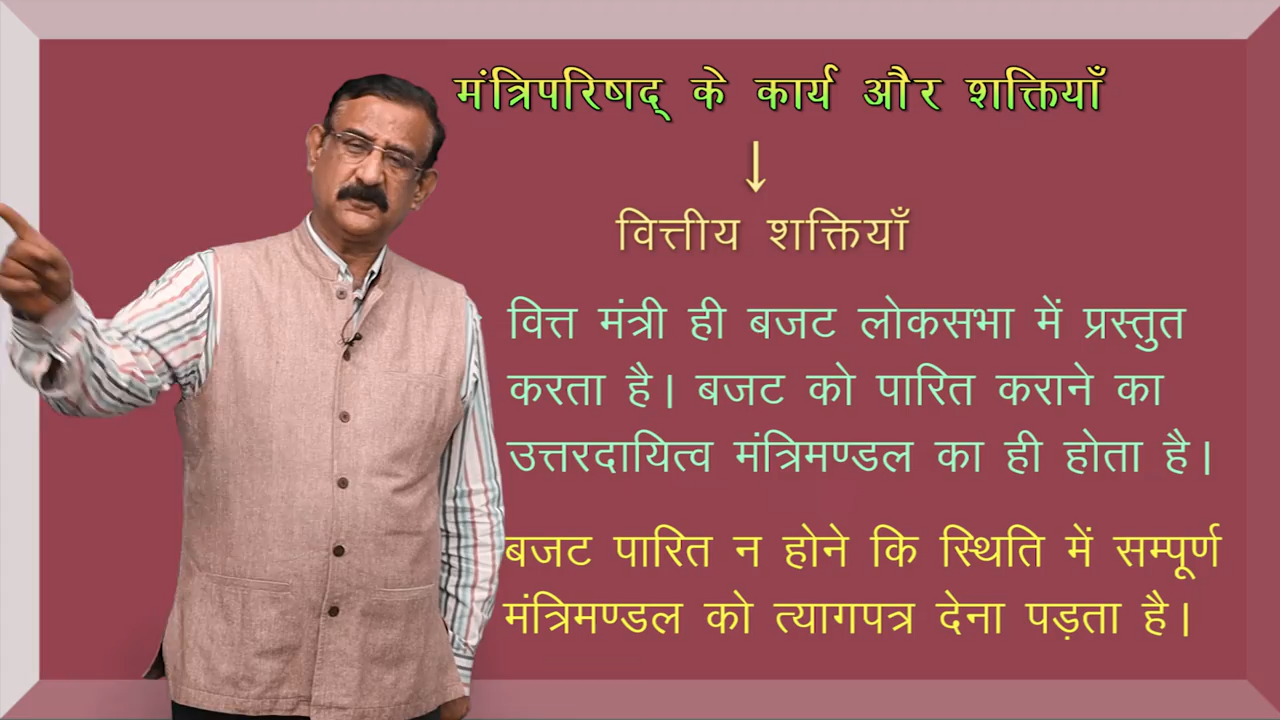 मंत्रिपरिषद् के कार्य और शक्तियाँ
↓
वित्तीय शक्तियाँ
वित्त मंत्री ही बजट लोकसभा में प्रस्तुत
करता है। बजट को पारित कराने का
उत्तरदायित्व मंत्रिमण्डल का ही होता है।
बजट पारित न होने कि स्थिति में सम्पूर्ण
मंत्रिमण्डल को त्यागपत्र देना पड़ता है।